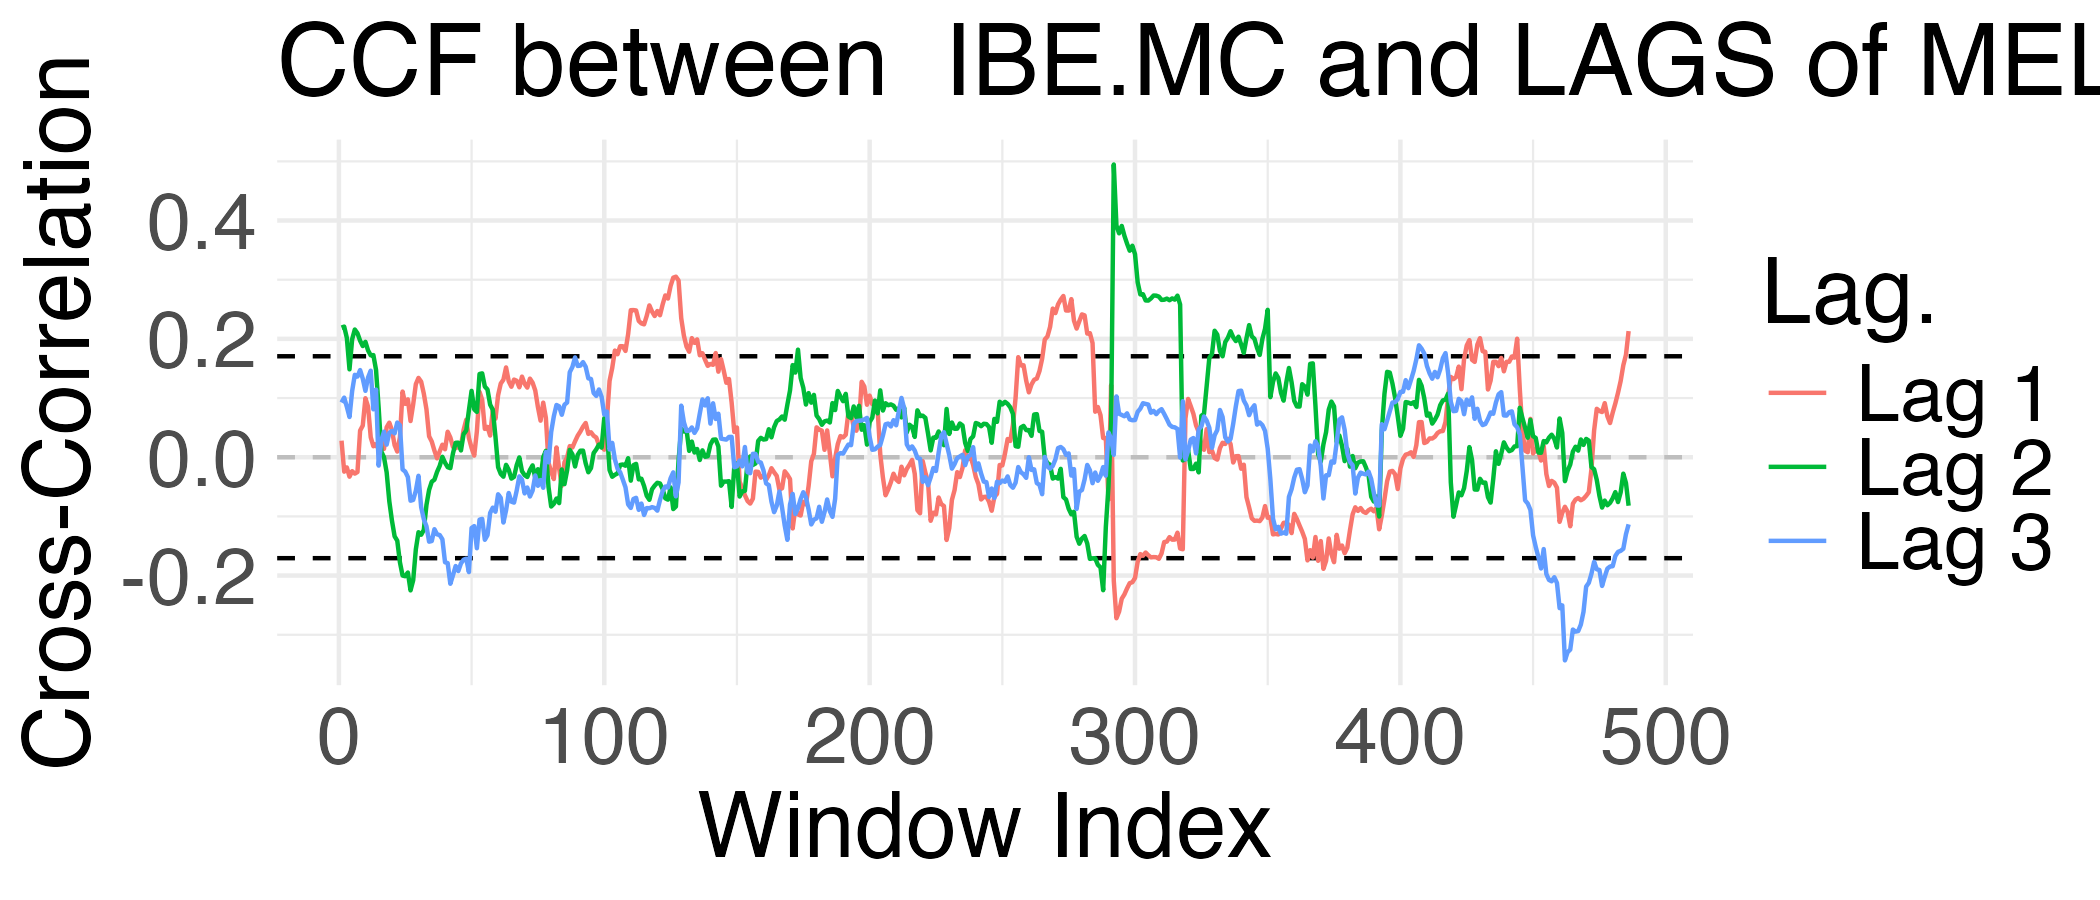 CCF between IBE.MC and LAGS of MEL
Cross-Correlation
0.4
0.2
0.0
-0.2
0 100 200 300 400 500
Window Index
Lag.
Lag 1
Lag 2
Lag 3